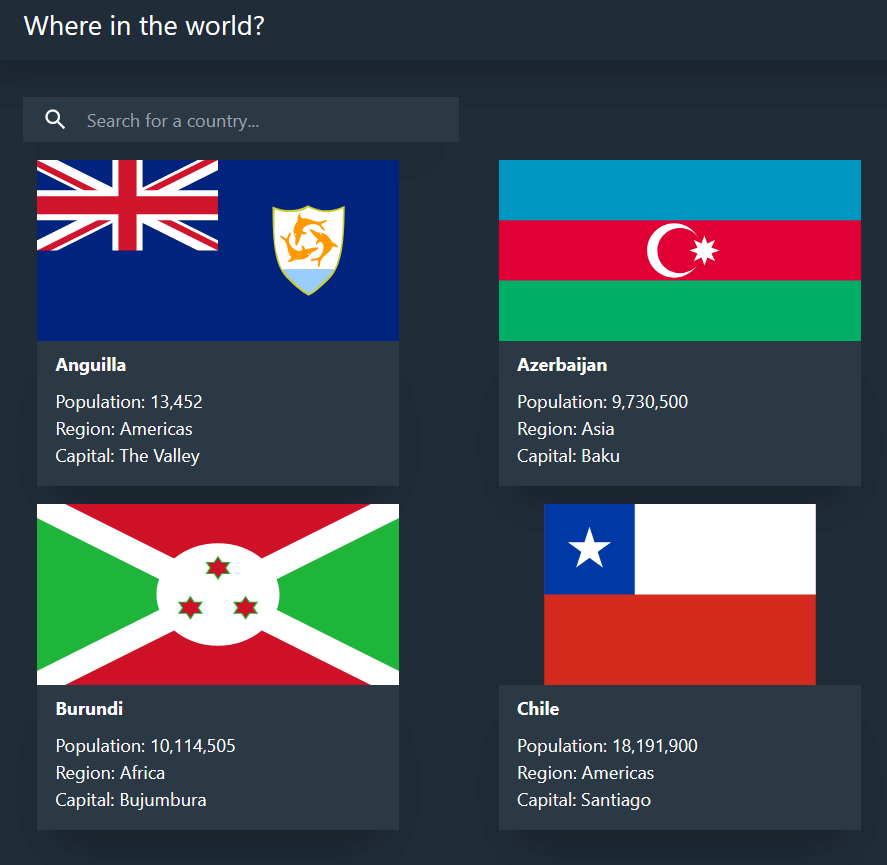 Where in the world?
Search for a country...
Anguilla
Population: 13,452
Region: Americas
Capital: The Valley
Azerbaijan
Population: 9,730,500
Region: Asia
Capital: Baku
Burundi
Population: 10,114,505
Region: Africa
Capital: Bujumbura
Chile
Population: 18,191,900
Region: Americas
Capital: Santiago